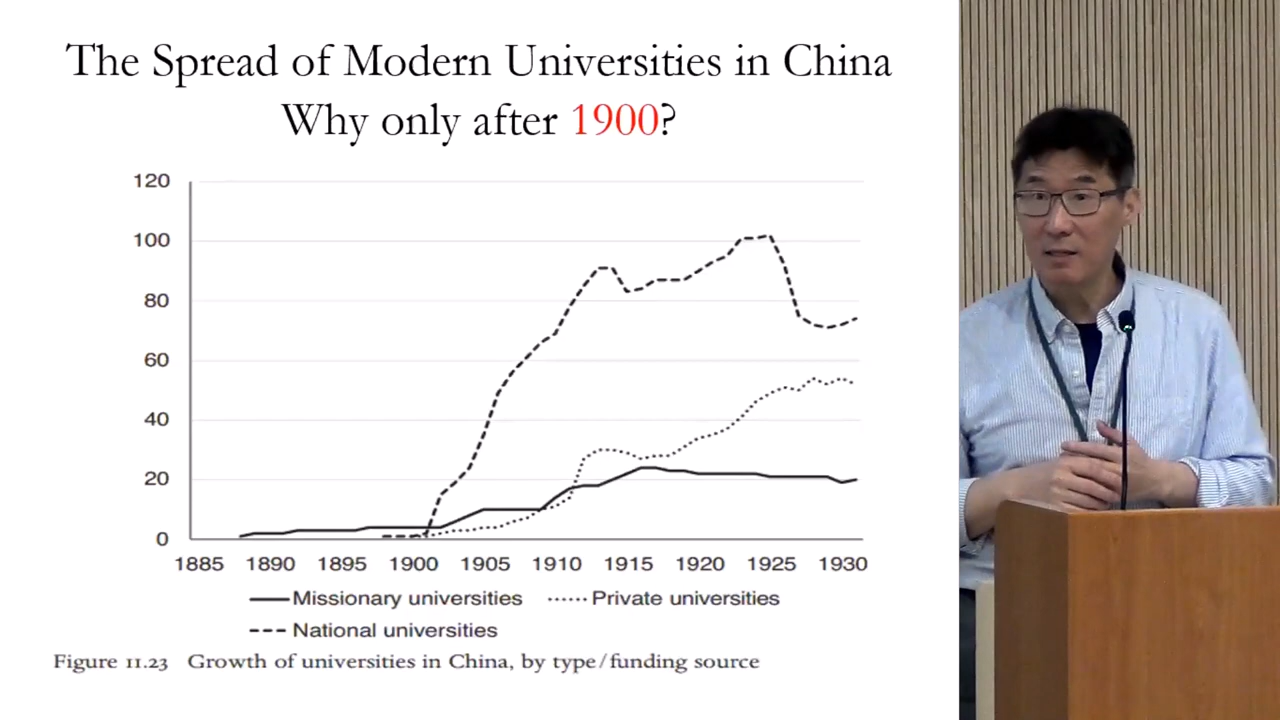 The Spread of Modern Universities in China
Why only after 1900?
120
100
80
60
40
20
0
1885 1890 1895 1900 1905 1910 1915 1920 1925 1930
Missionary universities Private universities
National universities
Figure 11.23 Growth of universities in China, by type/funding source